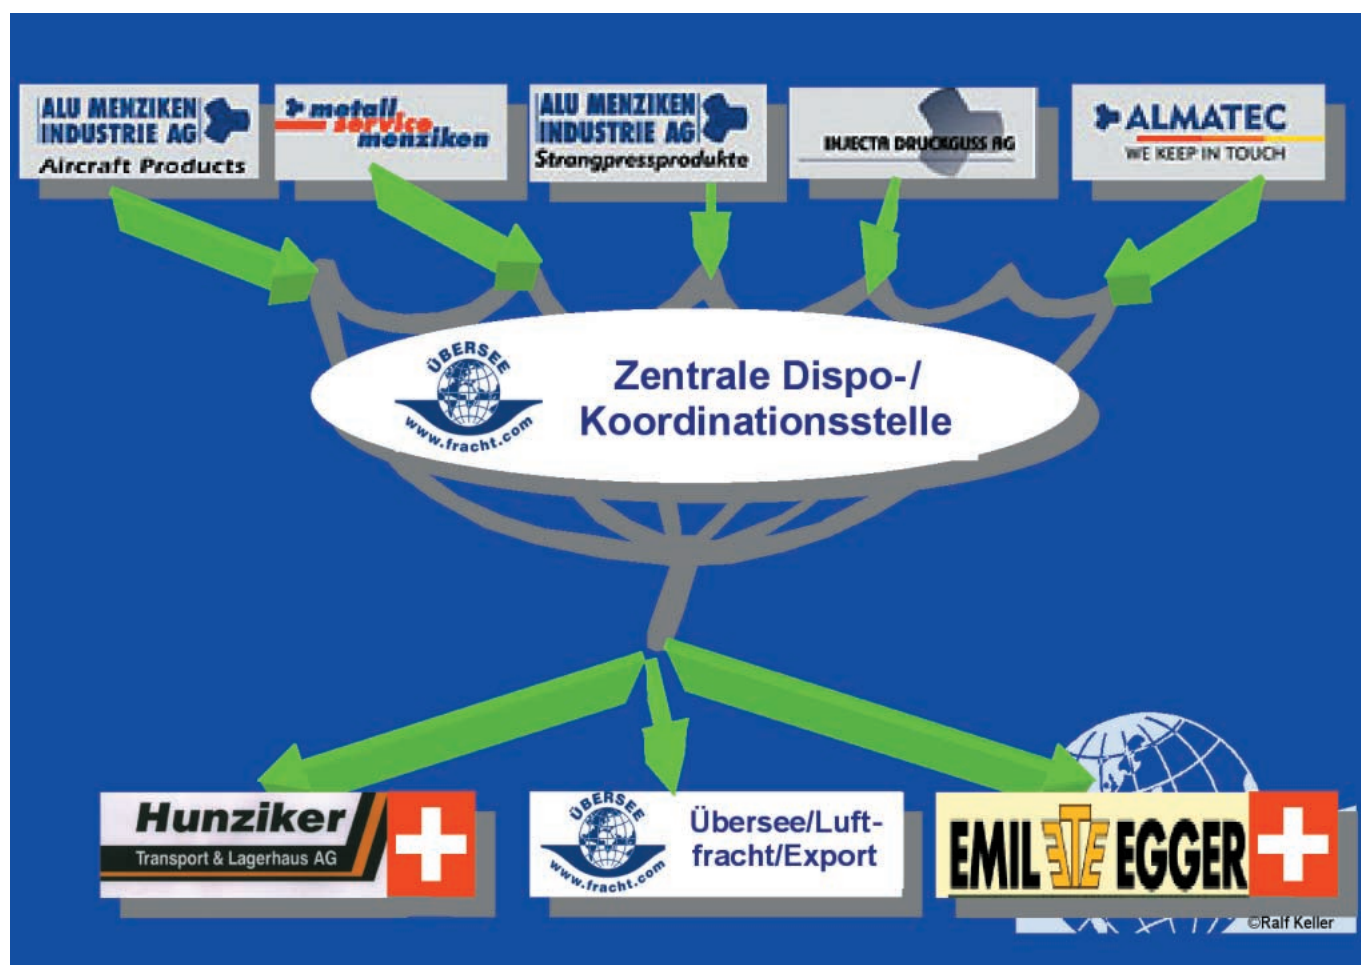 ALU MENZIKEN
INDUSTRIE AG
Aircraft Products
metall
service
menziken
ALU MENZIKEN
INDUSTRIE AG
Strangpressprodukte
INJECTA DRUCKGUSS AG
ALMATEC
WE KEEP IN TOUCH
ÜBERSEE
www.fracht.com
Zentrale Dispo-/
Koordinationsstelle
Hunziker
Transport & Lagerhaus AG
ÜBERSEE
www.fracht.com
Übersee/Luft-
fracht/Export
EMIL ETE EGGER
©Ralf Keller